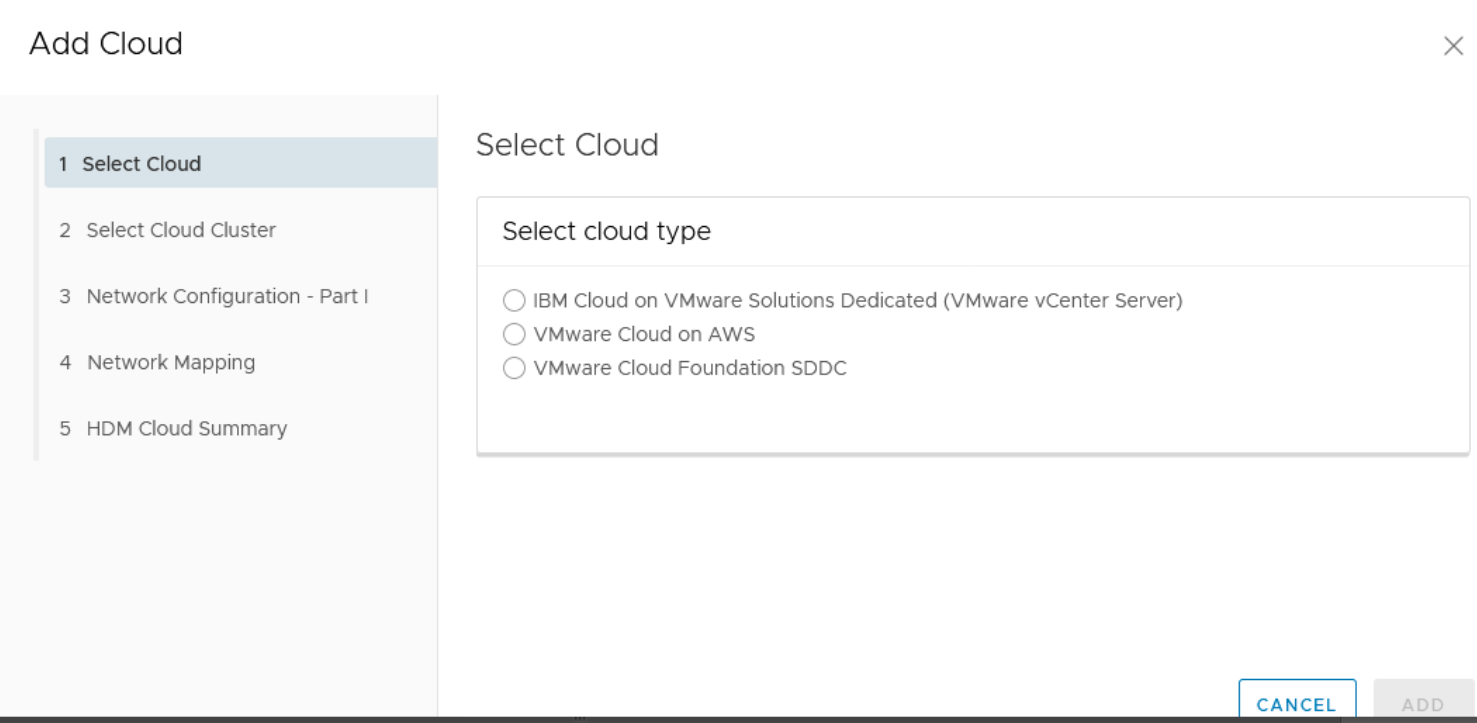 Add Cloud
1 Select Cloud
2 Select Cloud Cluster
3 Network Configuration - Part I
4 Network Mapping
5 HDM Cloud Summary
Select Cloud
Select cloud type
IBM Cloud on VMware Solutions Dedicated (VMware vCenter Server)
VMware Cloud on AWS
VMware Cloud Foundation SDDC
CANCEL
ADD